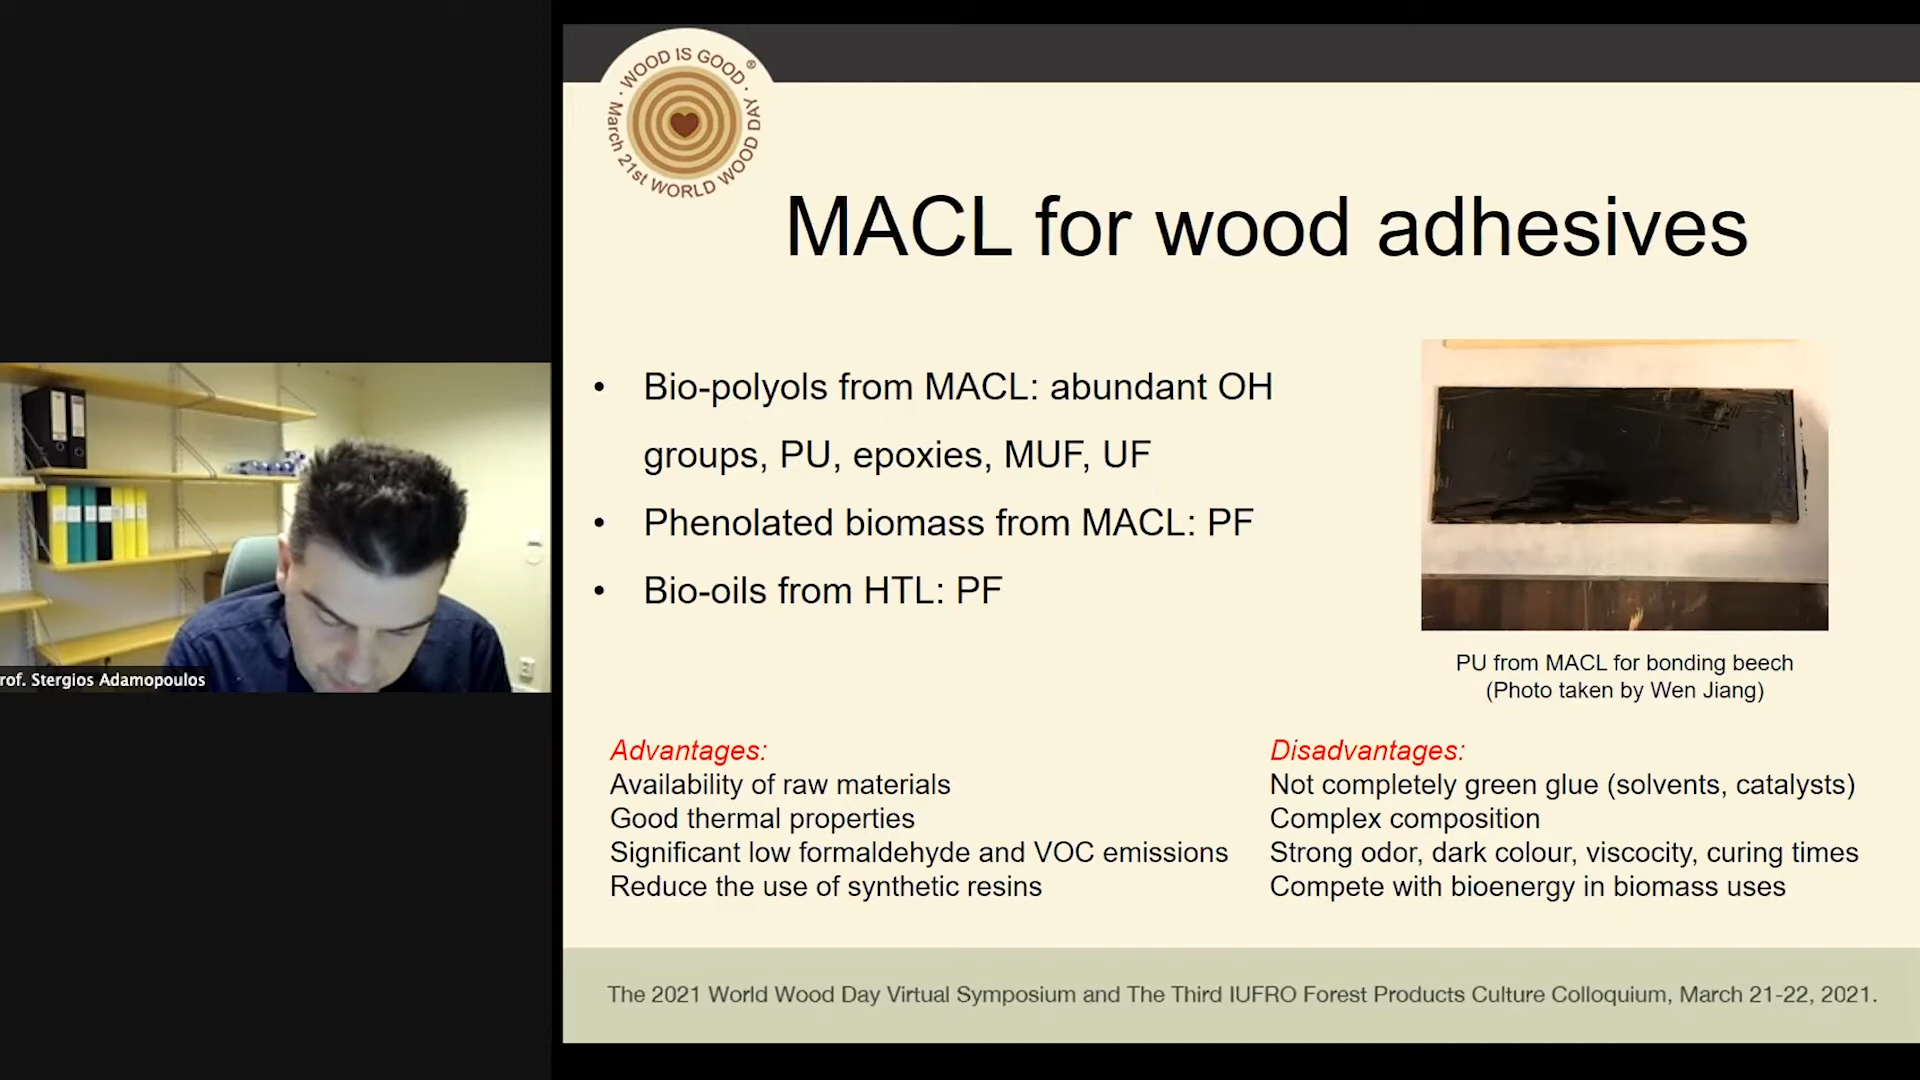 WOOD IS GOOD ®
March 21st WORLD WOOD DAY
MACL for wood adhesives
• Bio-polyols from MACL: abundant OH
groups, PU, epoxies, MUF, UF
• Phenolated biomass from MACL: PF
• Bio-oils from HTL: PF
PU from MACL for bonding beech
(Photo taken by Wen Jiang)
rof. Stergios Adamopoulos
Advantages:
Availability of raw materials
Good thermal properties
Significant low formaldehyde and VOC emissions
Reduce the use of synthetic resins
Disadvantages:
Not completely green glue (solvents, catalysts)
Complex composition
Strong odor, dark colour, viscocity, curing times
Compete with bioenergy in biomass uses
The 2021 World Wood Day Virtual Symposium and The Third IUFRO Forest Products Culture Colloquium, March 21-22, 2021.